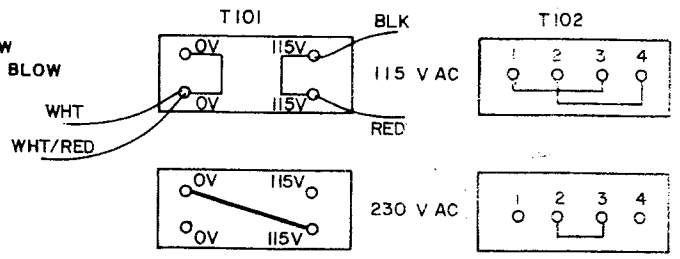 T101
T102
BLK
W
BLOW
0V
115V
115 V AC
1 2 3 4
WHT
0V
115V
RED
WHT/RED
0V
115V
230 V AC
1 2 3 4
0V
115V